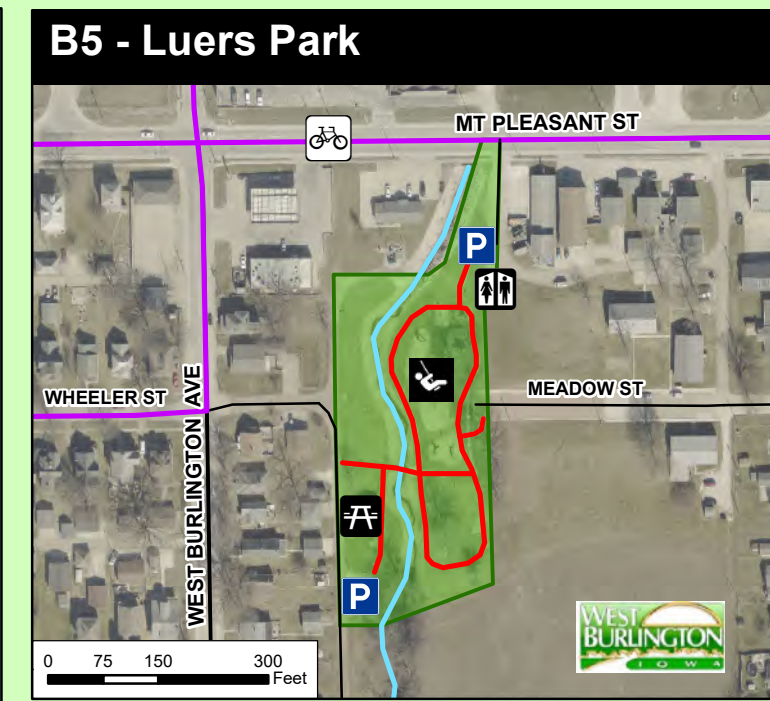 B5 - Luers Park
MT PLEASANT ST
P
WHEELER ST
WEST BURLINGTON AVE
MEADOW ST
P
WEST
BURLINGTON
IOWA
0 75 150 300
Feet